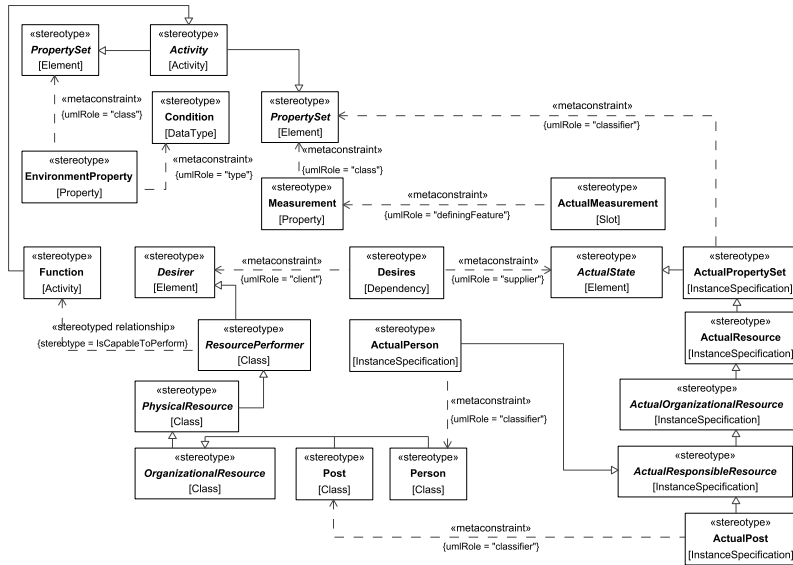 «stereotype»
PropertySet
[Element]
«stereotype»
Activity
[Activity]
«metaconstraint»
{umlRole = "class"}
«stereotype»
Condition
[DataType]
«stereotype»
PropertySet
[Element]
«metaconstraint»
{umlRole = "classifier"}
«stereotype»
EnvironmentProperty
[Property]
«metaconstraint»
{umlRole = "type"}
«metaconstraint»
{umlRole = "class"}
«stereotype»
Measurement
[Property]
«metaconstraint»
{umlRole = "definingFeature"}
«stereotype»
ActualMeasurement
[Slot]
«stereotype»
Function
[Activity]
«stereotype»
Desirer
[Element]
«metaconstraint»
{umlRole = "client"}
«stereotype»
Desires
[Dependency]
«metaconstraint»
{umlRole = "supplier"}
«stereotype»
ActualState
[Element]
«stereotype»
ActualPropertySet
[InstanceSpecification]
«stereotyped relationship»
{stereotype = IsCapableToPerform}
«stereotype»
ResourcePerformer
[Class]
«stereotype»
ActualPerson
[InstanceSpecification]
«stereotype»
ActualResource
[InstanceSpecification]
«stereotype»
PhysicalResource
[Class]
«metaconstraint»
{umlRole = "classifier"}
«stereotype»
ActualOrganizationalResource
[InstanceSpecification]
«stereotype»
OrganizationalResource
[Class]
«stereotype»
Post
[Class]
«stereotype»
Person
[Class]
«stereotype»
ActualResponsibleResource
[InstanceSpecification]
«metaconstraint»
{umlRole = "classifier"}
«stereotype»
ActualPost
[InstanceSpecification]